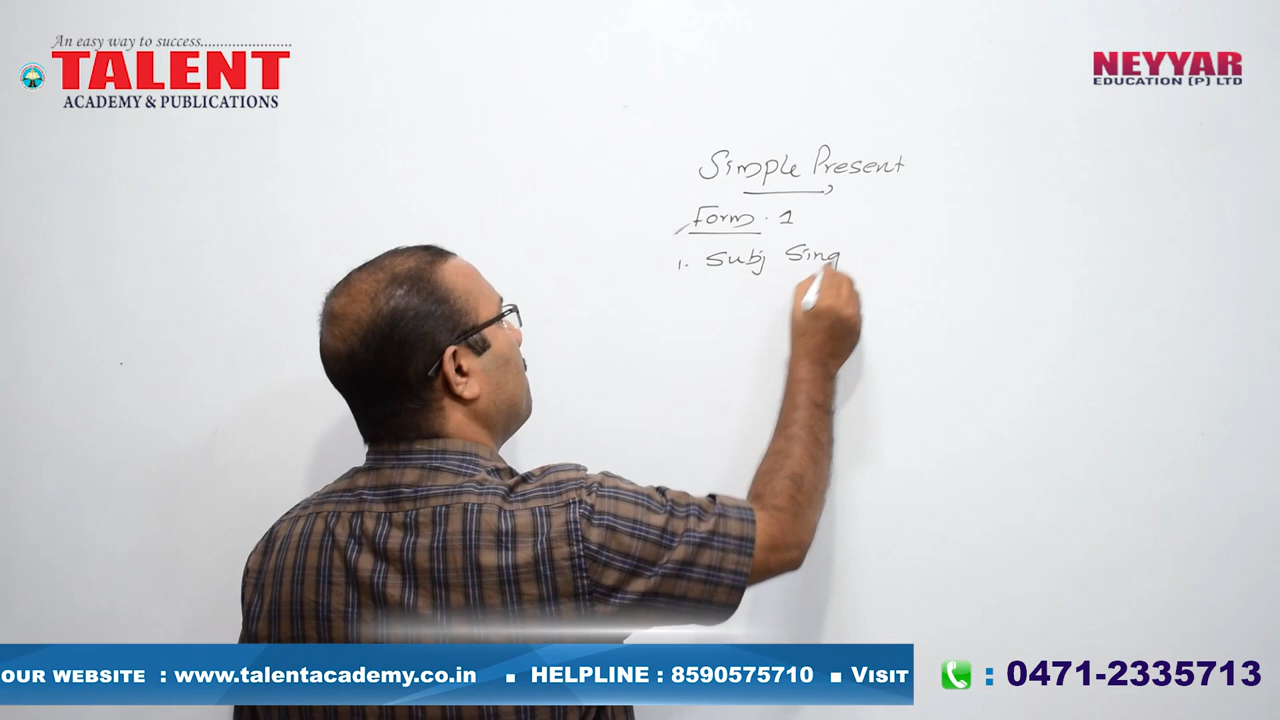 An easy way to success.......................
TALENT
ACADEMY & PUBLICATIONS
NEYYAR
EDUCATION (P) LTD
Simple Present
Form . 1
1. Subj Sing
OUR WEBSITE : www.talentacademy.co.in ▪ HELPLINE : 8590575710 ▪ VISIT
: 0471-2335713